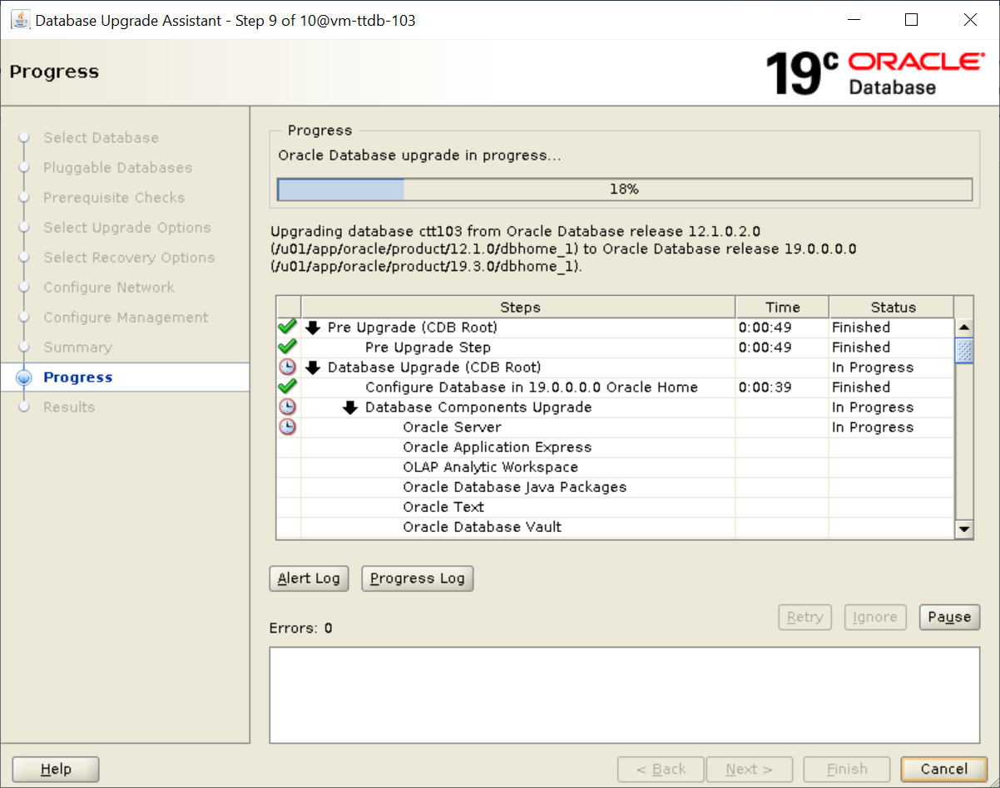 Database Upgrade Assistant - Step 9 of 10@vm-ttdb-103
Progress
19c ORACLE
Database
Select Database
Pluggable Databases
Prerequisite Checks
Select Upgrade Options
Select Recovery Options
Configure Network
Configure Management
Summary
Progress
Results
Progress
Oracle Database upgrade in progress...
18%
Upgrading database ctt103 from Oracle Database release 12.1.0.2.0
(/u01/app/oracle/product/12.1.0/dbhome_1) to Oracle Database release 19.0.0.0.0
(/u01/app/oracle/product/19.3.0/dbhome_1).
Steps Time Status
Pre Upgrade (CDB Root) 0:00:49 Finished
Pre Upgrade Step 0:00:49 Finished
Database Upgrade (CDB Root) In Progress
Configure Database in 19.0.0.0.0 Oracle Home 0:00:39 Finished
Database Components Upgrade In Progress
Oracle Server In Progress
Oracle Application Express
OLAP Analytic Workspace
Oracle Database Java Packages
Oracle Text
Oracle Database Vault
Alert Log Progress Log
Retry Ignore Pause
Errors: 0
Help < Back Next > Finish Cancel